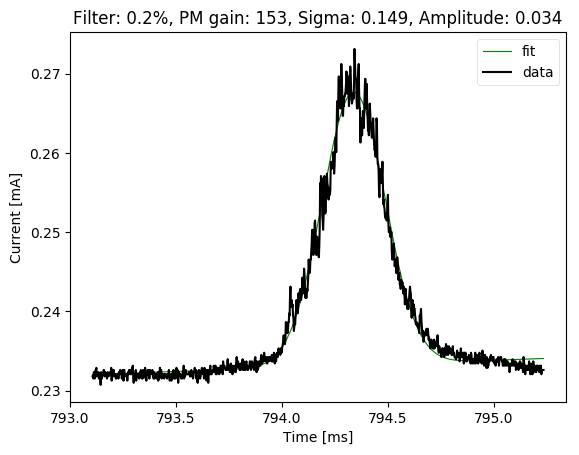 Filter: 0.2%, PM gain: 153, Sigma: 0.149, Amplitude: 0.034
fit
data
0.27
0.26
0.25
0.24
0.23
Current [mA]
793.0 793.5 794.0 794.5 795.0
Time [ms]